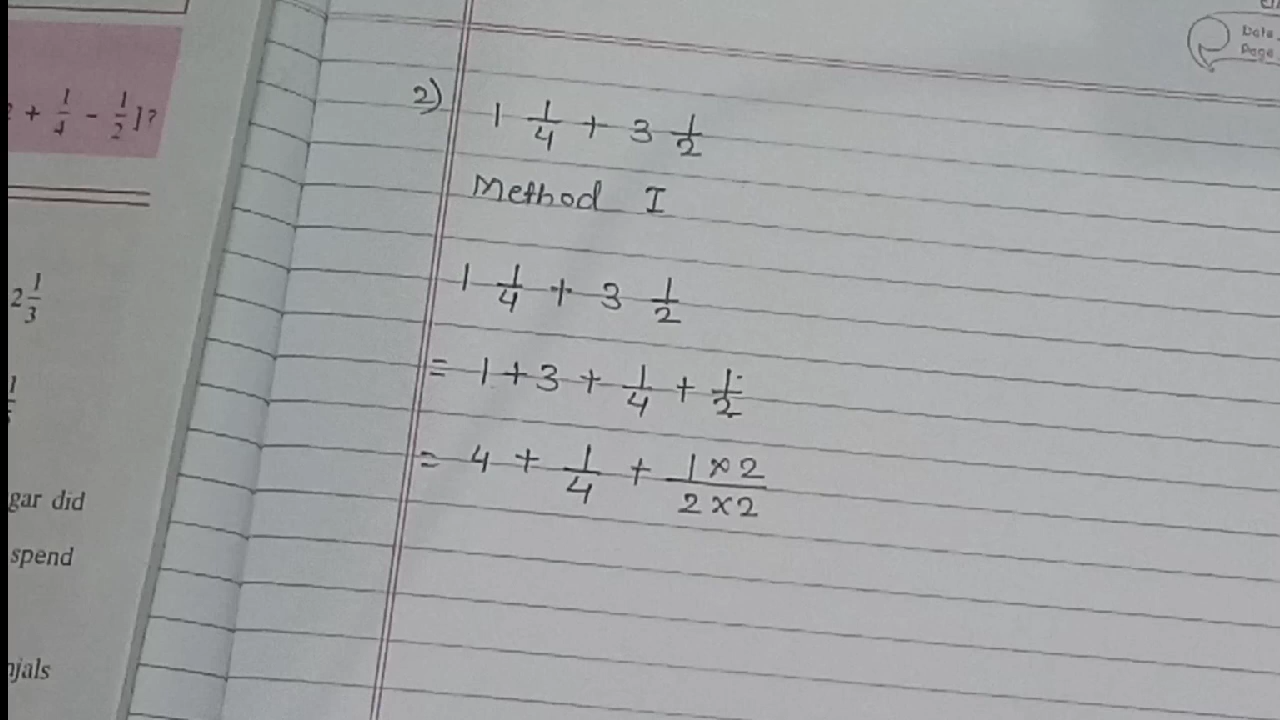 + 1/4 - 1/2]?
2 1/3
gar did
spend
njals
Date
Page
2) 1 1/4 + 3 1/2
Method I
1 1/4 + 3 1/2
= 1 + 3 + 1/4 + 1/2
= 4 + 1/4 + 1×2/2×2